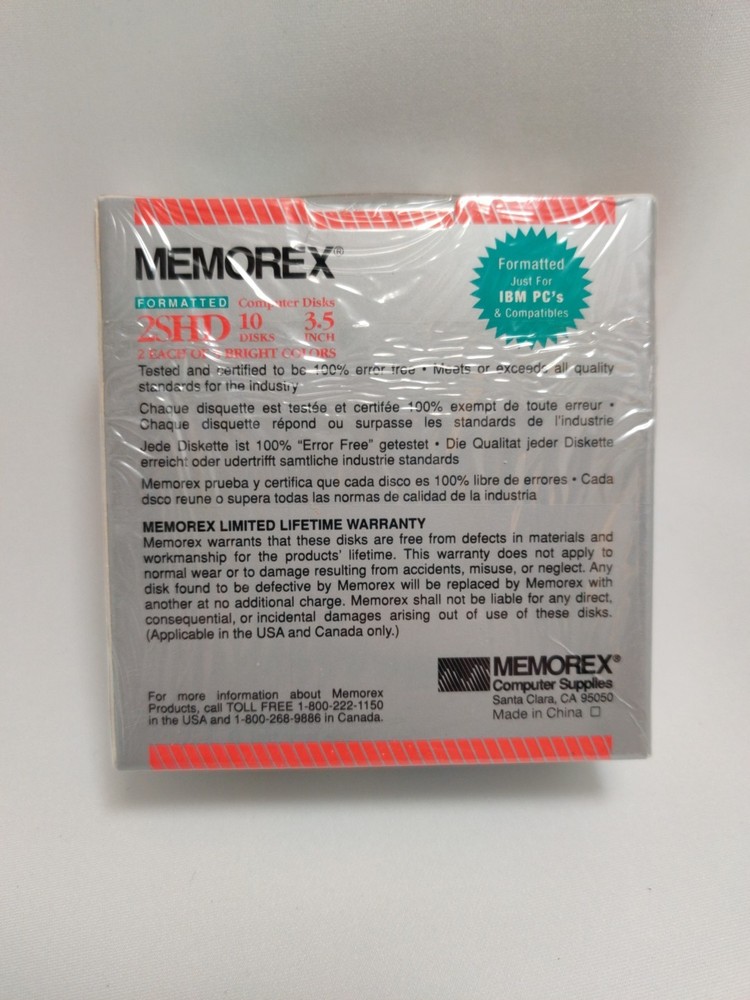 MEMOREX®
FORMATTED Computer Disks
2SHD 10 DISKS 3.5 INCH
2 EACH OF 5 BRIGHT COLORS
Formatted
Just For
IBM PC's
& Compatibles
Tested and certified to be 100% error free • Meets or exceeds all quality
standards for the industry
Chaque disquette est testée et certifée 100% exempt de toute erreur •
Chaque disquette répond ou surpasse les standards de l'industrie
Jede Diskette ist 100% "Error Free" getestet • Die Qualitat jeder Diskette
erreicht oder udertrifft samtliche industrie standards
Memorex prueba y certifica que cada disco es 100% libre de errores • Cada
dsco reune o supera todas las normas de calidad de la industria
MEMOREX LIMITED LIFETIME WARRANTY
Memorex warrants that these disks are free from defects in materials and
workmanship for the products' lifetime. This warranty does not apply to
normal wear or to damage resulting from accidents, misuse, or neglect. Any
disk found to be defective by Memorex will be replaced by Memorex with
another at no additional charge. Memorex shall not be liable for any direct,
consequential, or incidental damages arising out of use of these disks.
(Applicable in the USA and Canada only.)
For more information about Memorex
Products, call TOLL FREE 1-800-222-1150
in the USA and 1-800-268-9886 in Canada.
MEMOREX®
Computer Supplies
Santa Clara, CA 95050
Made in China